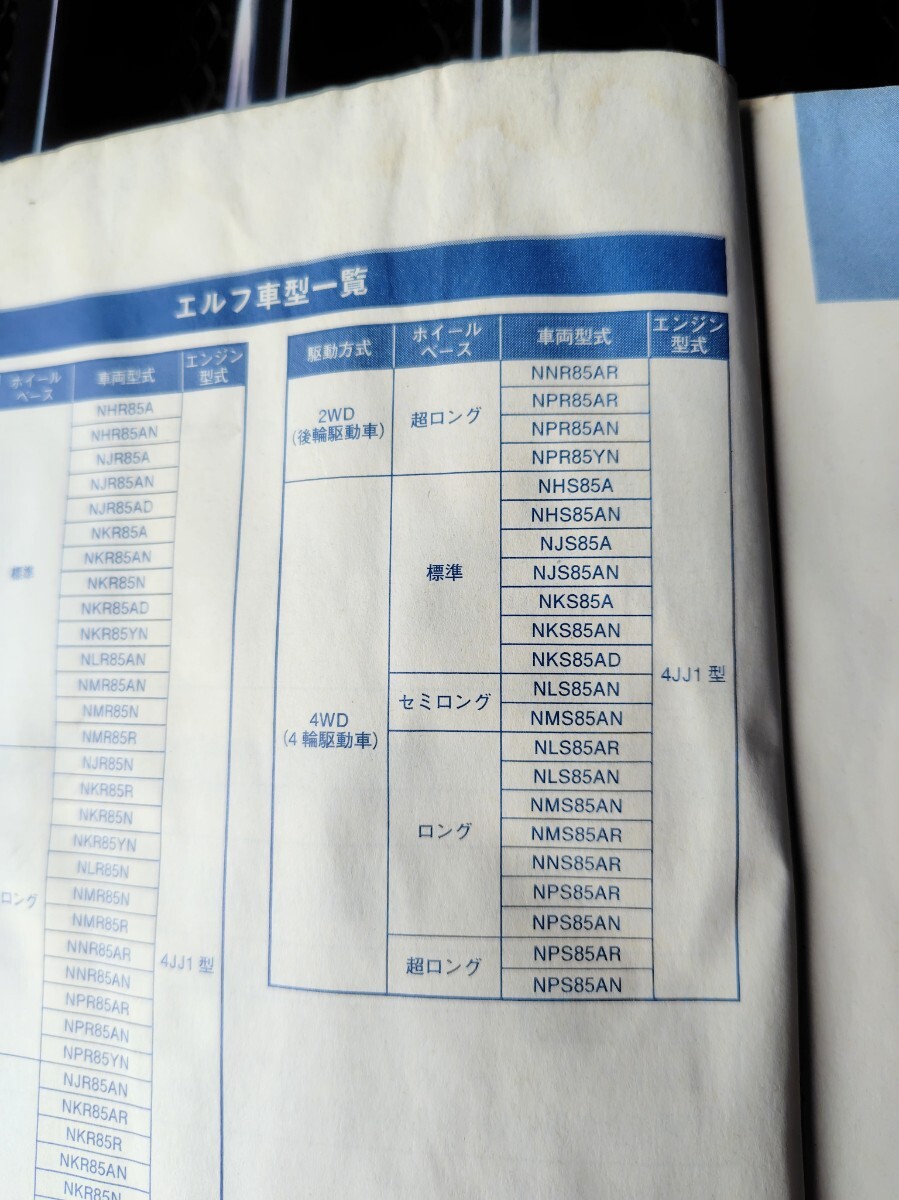 エルフ車型一覧
ホイール
ベース
車両型式
エンジン
型式
標準
NHR85A
NHR85AN
NJR85A
NJR85AN
NJR85AD
NKR85A
NKR85AN
NKR85N
NKR85AD
NKR85YN
NLR85AN
NMR85AN
NMR85N
NMR85R
ロング
NJR85N
NKR85R
NKR85N
NKR85YN
NLR85N
NMR85N
NMR85R
NNR85AR
NNR85AN
NPR85AR
NPR85AN
NPR85YN
NJR85AN
NKR85AR
NKR85R
NKR85AN
NKR85N
4JJ1 型
駆動方式
ホイール
ベース
車両型式
エンジン
型式
2WD
(後輪駆動車)
超ロング
NNR85AR
NPR85AR
NPR85AN
NPR85YN
4WD
(4 輪駆動車)
標準
NHS85A
NHS85AN
NJS85A
NJS85AN
NKS85A
NKS85AN
NKS85AD
セミロング
NLS85AN
NMS85AN
ロング
NLS85AR
NLS85AN
NMS85AN
NMS85AR
NNS85AR
NPS85AR
NPS85AN
超ロング
NPS85AR
NPS85AN
4JJ1 型